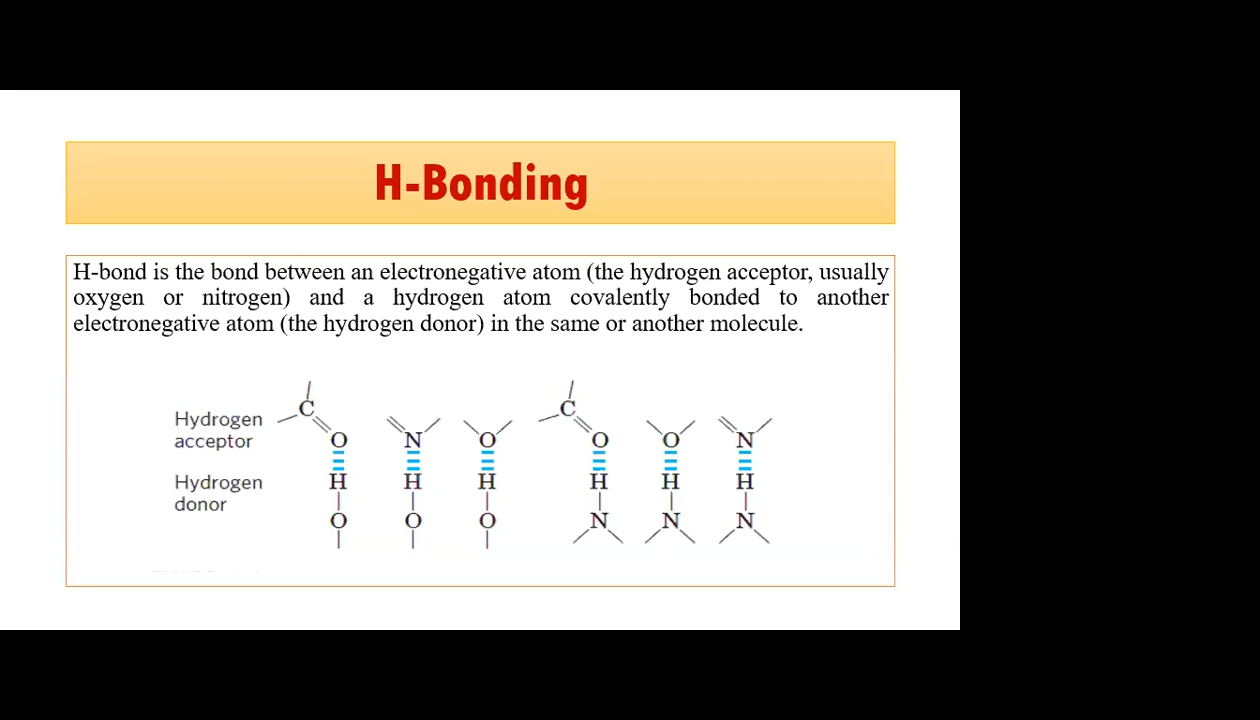 H-Bonding
H-bond is the bond between an electronegative atom (the hydrogen acceptor, usually
oxygen or nitrogen) and a hydrogen atom covalently bonded to another
electronegative atom (the hydrogen donor) in the same or another molecule.
Hydrogen
acceptor
Hydrogen
donor
C C
O N O O O N
H H H H H H
O O O N N N